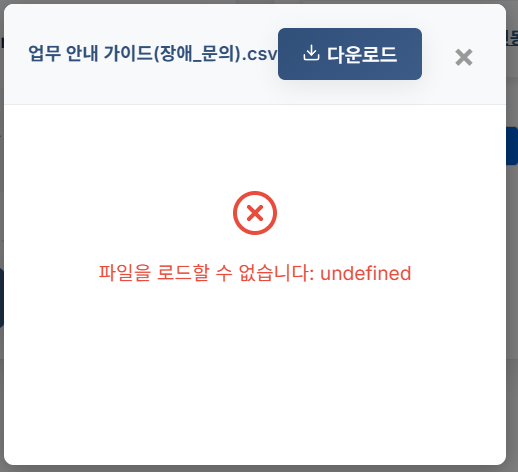 업무 안내 가이드(장애_문의).csv 다운로드
파일을 로드할 수 없습니다: undefined